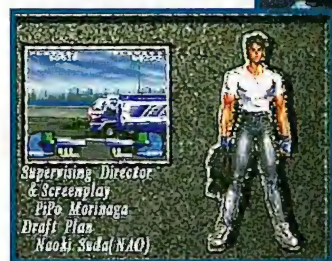 Supervising Director
& Screenplay
PiPo Morinaga
Draft Plan
Naoki Suda(NAO)